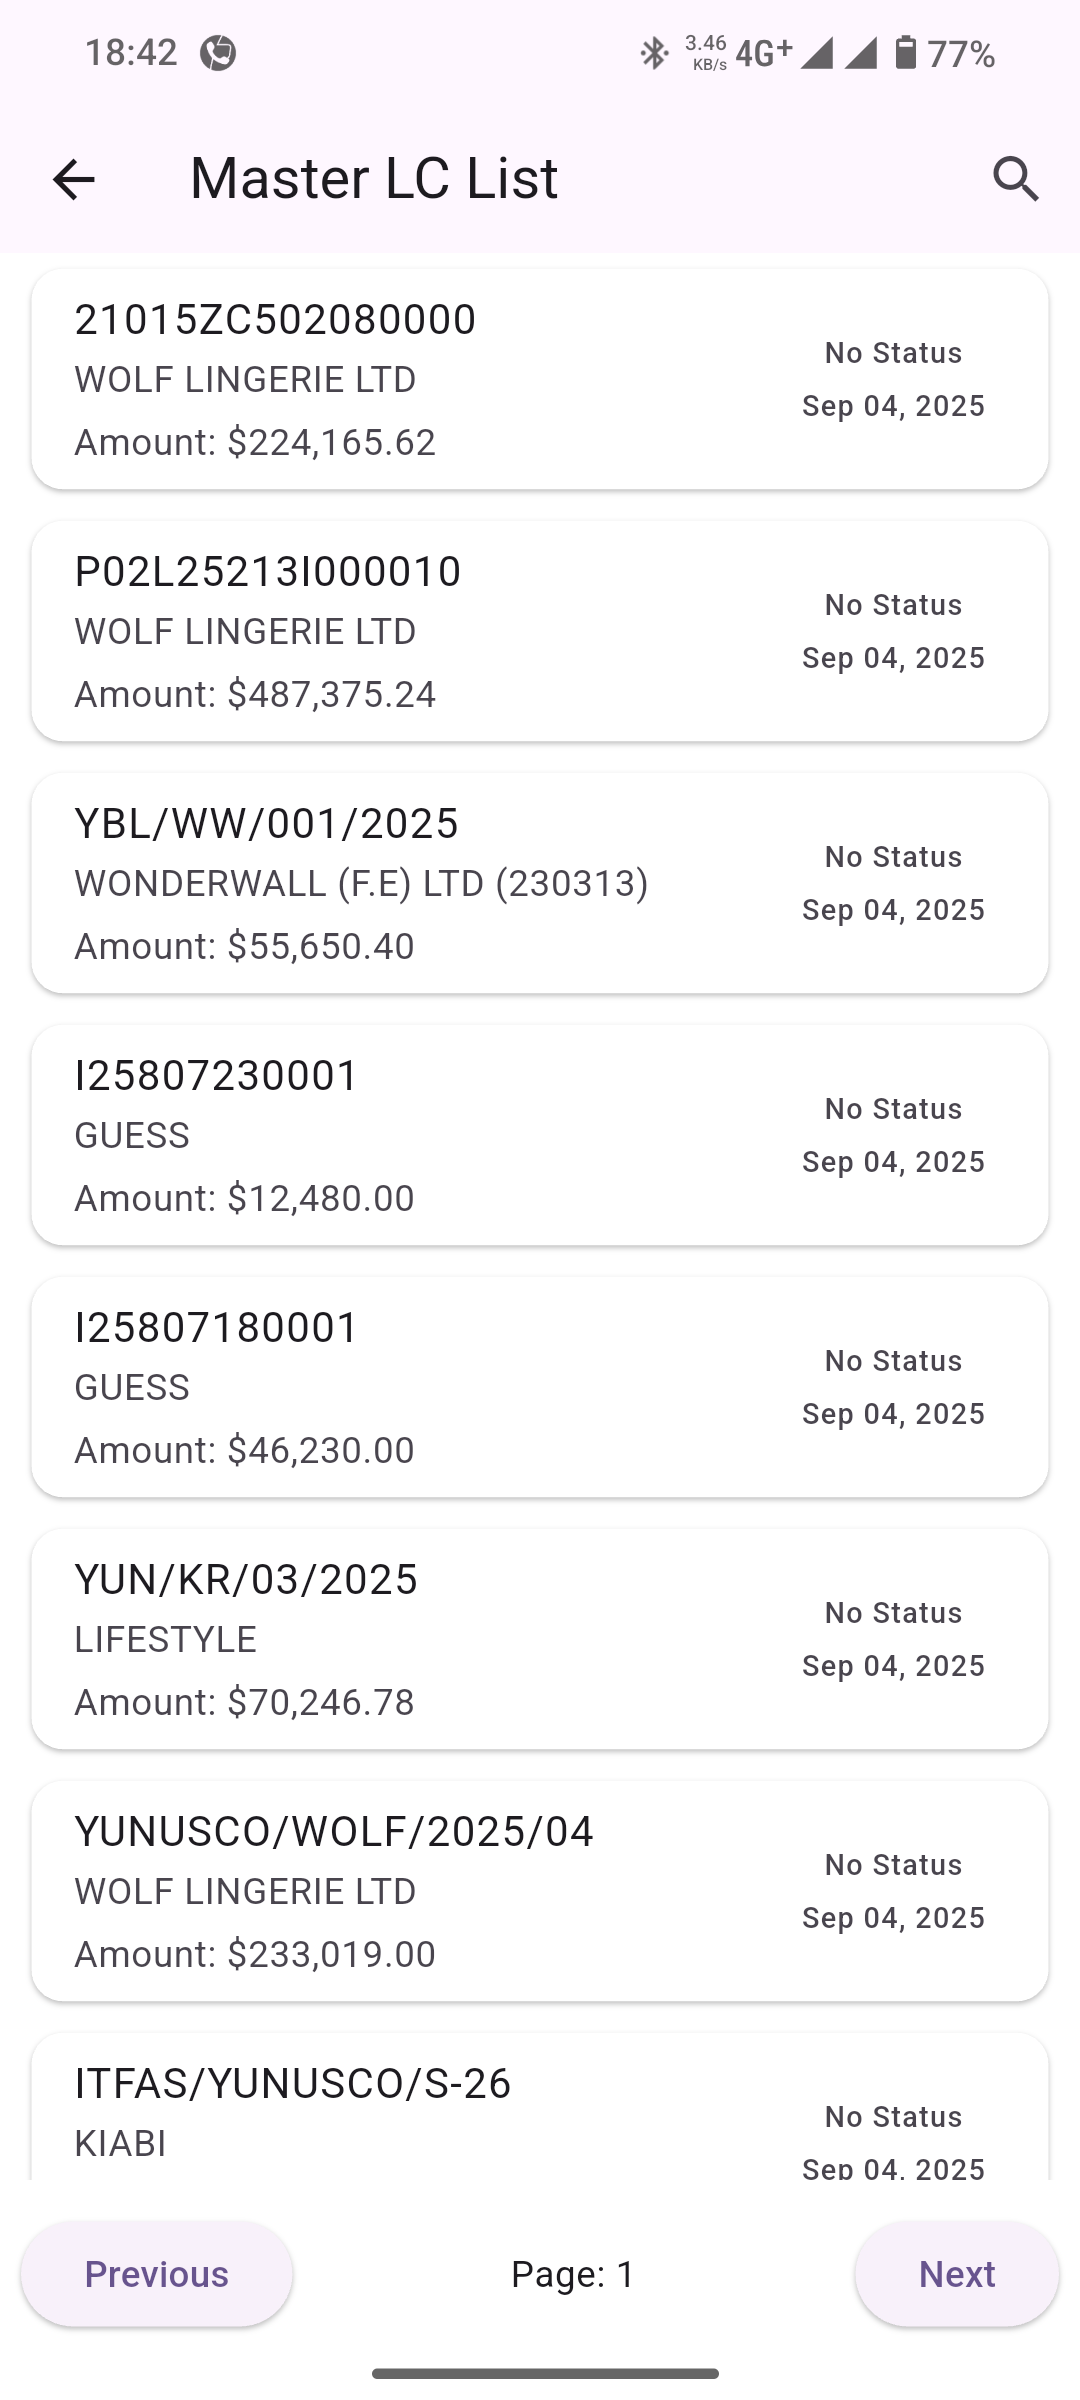 18:42
3.46 KB/s 4G+ 77%
Master LC List
21015ZC502080000
WOLF LINGERIE LTD
Amount: $224,165.62
No Status
Sep 04, 2025
P02L25213I000010
WOLF LINGERIE LTD
Amount: $487,375.24
No Status
Sep 04, 2025
YBL/WW/001/2025
WONDERWALL (F.E) LTD (230313)
Amount: $55,650.40
No Status
Sep 04, 2025
I25807230001
GUESS
Amount: $12,480.00
No Status
Sep 04, 2025
I25807180001
GUESS
Amount: $46,230.00
No Status
Sep 04, 2025
YUN/KR/03/2025
LIFESTYLE
Amount: $70,246.78
No Status
Sep 04, 2025
YUNUSCO/WOLF/2025/04
WOLF LINGERIE LTD
Amount: $233,019.00
No Status
Sep 04, 2025
ITFAS/YUNUSCO/S-26
KIABI
No Status
Sep 04, 2025
Previous
Page: 1
Next